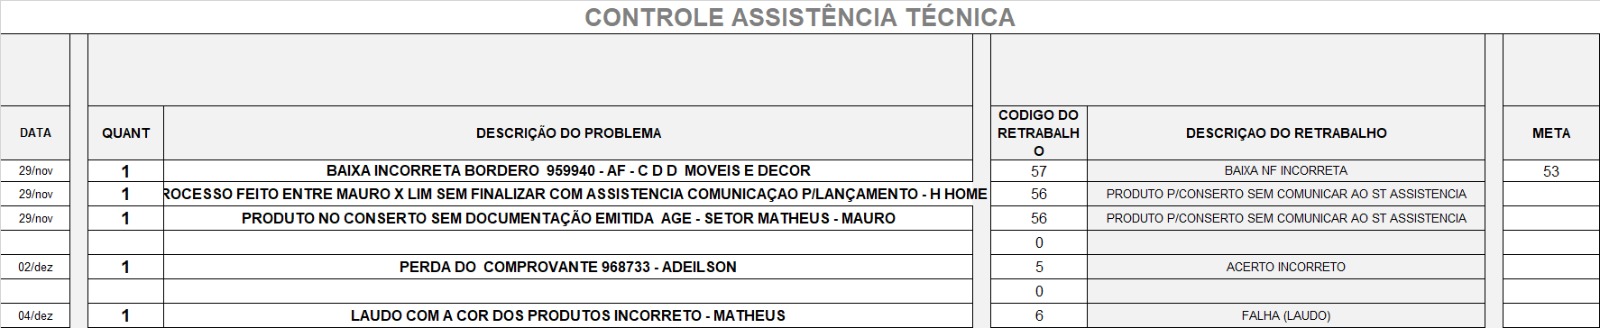 CONTROLE ASSISTÊNCIA TÉCNICA
DATA QUANT DESCRIÇÃO DO PROBLEMA CODIGO DO RETRABALH O DESCRIÇAO DO RETRABALHO META
29/nov 1 BAIXA INCORRETA BORDERO 959940 - AF - C D D MOVEIS E DECOR 57 BAIXA NF INCORRETA 53
29/nov 1 ROCESSO FEITO ENTRE MAURO X LIM SEM FINALIZAR COM ASSISTENCIA COMUNICAÇAO P/LANÇAMENTO - H HOME 56 PRODUTO P/CONSERTO SEM COMUNICAR AO ST ASSISTENCIA
29/nov 1 PRODUTO NO CONSERTO SEM DOCUMENTAÇÃO EMITIDA AGE - SETOR MATHEUS - MAURO 56 PRODUTO P/CONSERTO SEM COMUNICAR AO ST ASSISTENCIA
0
02/dez 1 PERDA DO COMPROVANTE 968733 - ADEILSON 5 ACERTO INCORRETO
0
04/dez 1 LAUDO COM A COR DOS PRODUTOS INCORRETO - MATHEUS 6 FALHA (LAUDO)